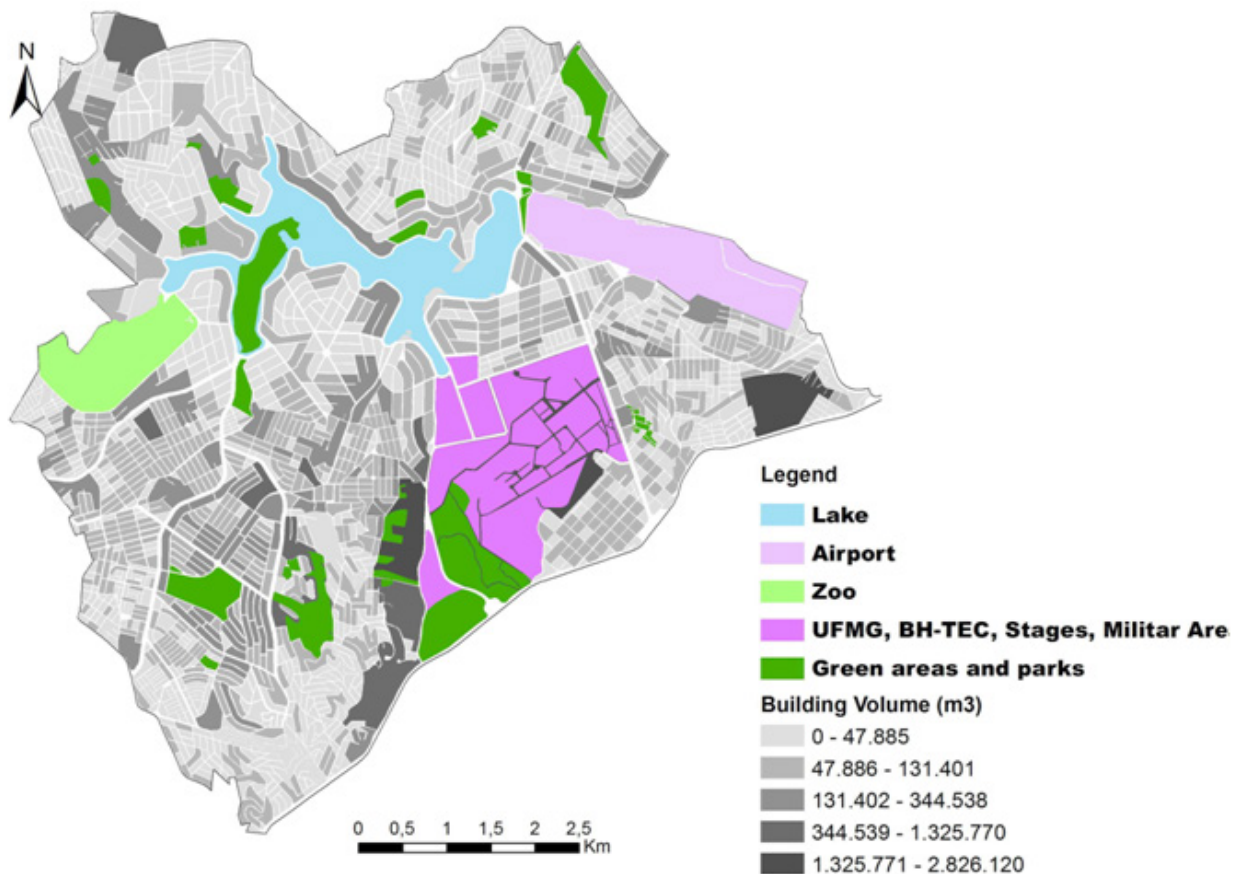 N
Legend
Lake
Airport
Zoo
UFMG, BH-TEC, Stages, Militar Are
Green areas and parks
Building Volume (m3)
0 - 47.885
47.886 - 131.401
131.402 - 344.538
344.539 - 1.325.770
1.325.771 - 2.826.120
0 0,5 1 1,5 2 2,5
Km